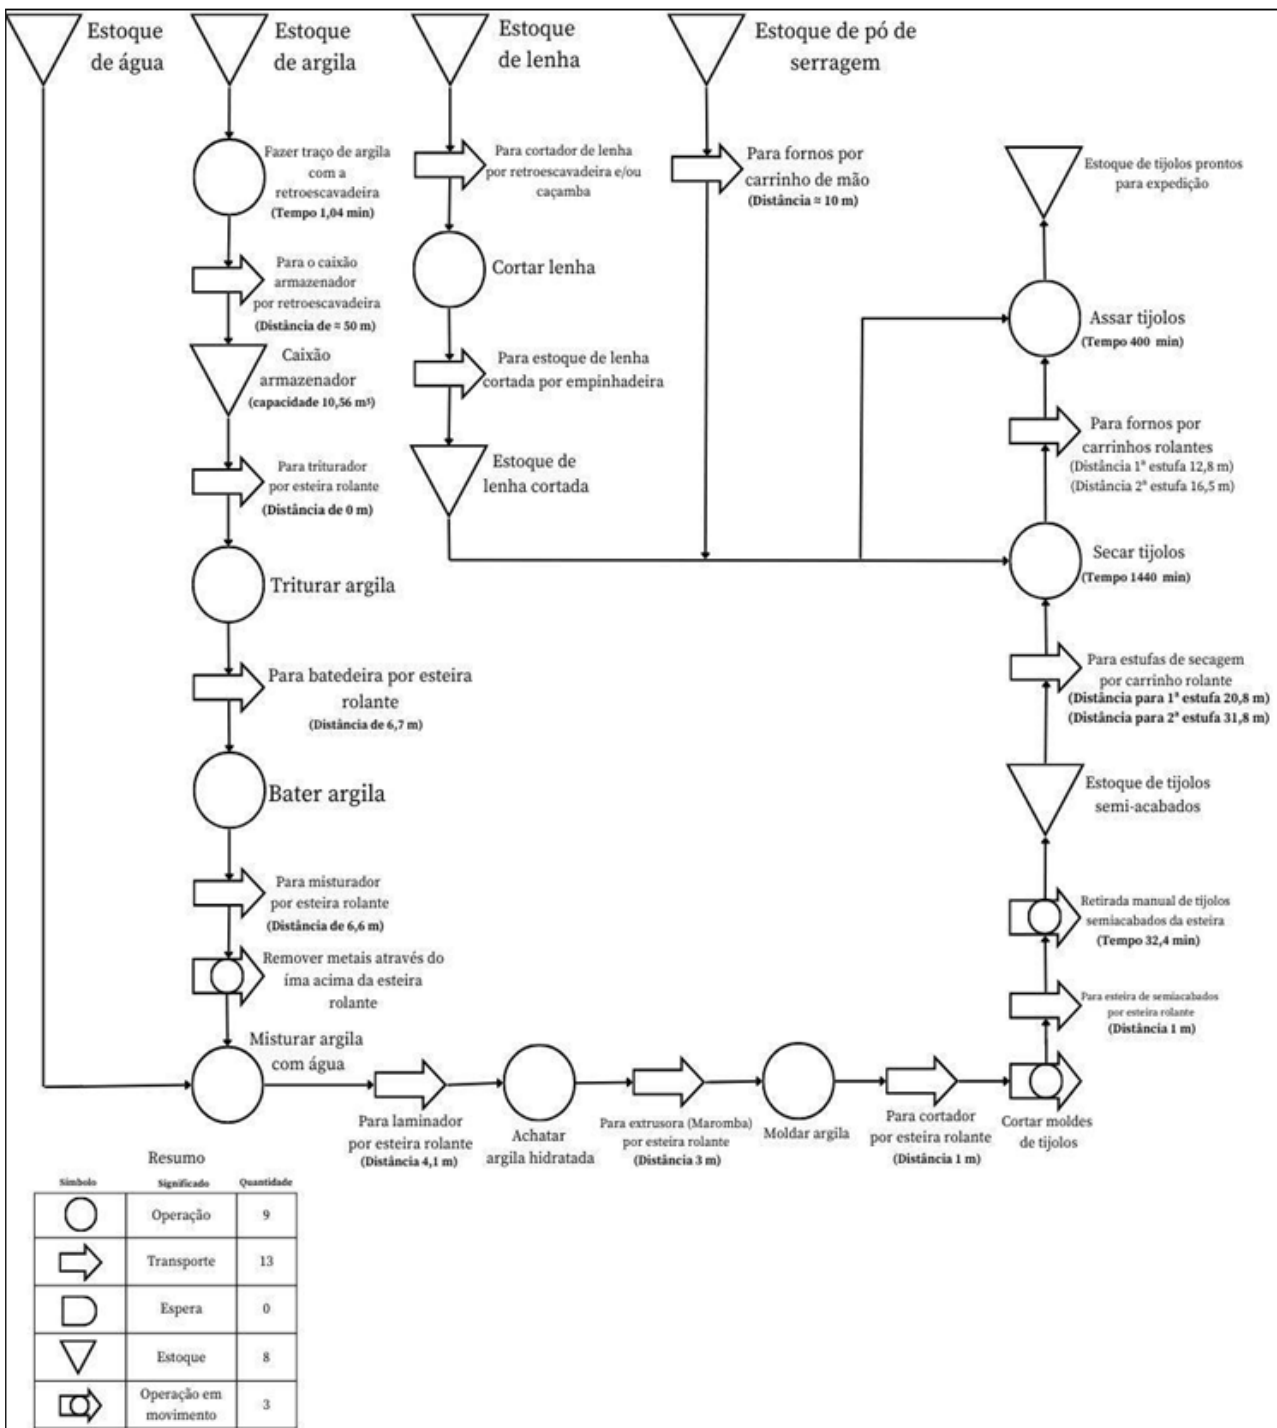 Estoque
de água
Estoque
de argila
Estoque
de lenha
Estoque de pó de
serragem
Fazer traço de argila
com a
retroescavadeira
(Tempo 1,04 min)
Para o caixão
armazenador
por retroescavadeira
(Distância de ≈ 50 m)
Caixão
armazenador
(capacidade 10,56 m³)
Para triturador
por esteira rolante
(Distância de 0 m)
Triturar argila
Para batedeira por esteira
rolante
(Distância de 6,7 m)
Bater argila
Para misturador
por esteira rolante
(Distância de 6,6 m)
Remover metais através do
íma acima da esteira
rolante
Misturar argila
com água
Para cortador de lenha
por retroescavadeira e/ou
caçamba
Cortar lenha
Para estoque de lenha
cortada por empinhadeira
Estoque de
lenha cortada
Para fornos por
carrinho de mão
(Distância ≈ 10 m)
Para laminador
por esteira rolante
(Distância 4,1 m)
Achatar
argila hidratada
Para extrusora (Maromba)
por esteira rolante
(Distância 3 m)
Moldar argila
Para cortador
por esteira rolante
(Distância 1 m)
Cortar moldes
de tijolos
Para esteira de semiacabados
por esteira rolante
(Distância 1 m)
Retirada manual de tijolos
semiacabados da esteira
(Tempo 32,4 min)
Estoque de tijolos
semi-acabados
Para estufas de secagem
por carrinho rolante
(Distância para 1ª estufa 20,8 m)
(Distância para 2ª estufa 31,8 m)
Secar tijolos
(Tempo 1440 min)
Para fornos por
carrinhos rolantes
(Distância 1ª estufa 12,8 m)
(Distância 2ª estufa 16,5 m)
Assar tijolos
(Tempo 400 min)
Estoque de tijolos prontos
para expedição
Resumo
Símbolo Significado Quantidade
Operação 9
Transporte 13
Espera 0
Estoque 8
Operação em
movimento 3